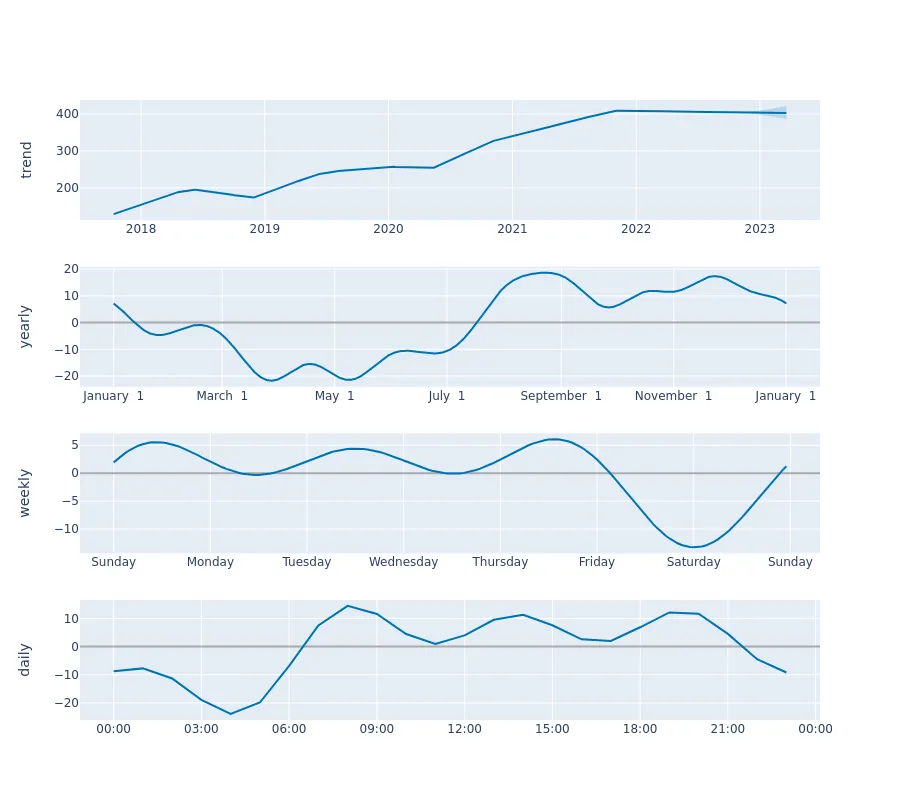 trend
400
300
200
2018 2019 2020 2021 2022 2023
yearly
20
10
0
−10
−20
January 1 March 1 May 1 July 1 September 1 November 1 January 1
weekly
5
0
−5
−10
Sunday Monday Tuesday Wednesday Thursday Friday Saturday Sunday
daily
10
0
−10
−20
00:00 03:00 06:00 09:00 12:00 15:00 18:00 21:00 00:00